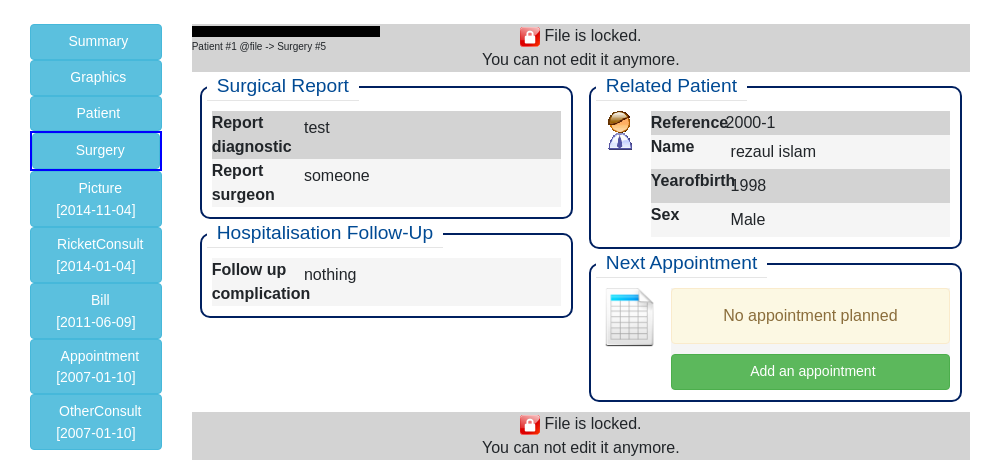 Summary
Graphics
Patient
Surgery
Picture
[2014-11-04]
RicketConsult
[2014-01-04]
Bill
[2011-06-09]
Appointment
[2007-01-10]
OtherConsult
[2007-01-10]
Patient #1 @file -> Surgery #5
File is locked.
You can not edit it anymore.
Surgical Report
Report diagnostic
test
Report surgeon
someone
Hospitalisation Follow-Up
Follow up complication
nothing
Related Patient
Reference 2000-1
Name rezaul islam
Yearofbirth 1998
Sex Male
Next Appointment
No appointment planned
Add an appointment
File is locked.
You can not edit it anymore.